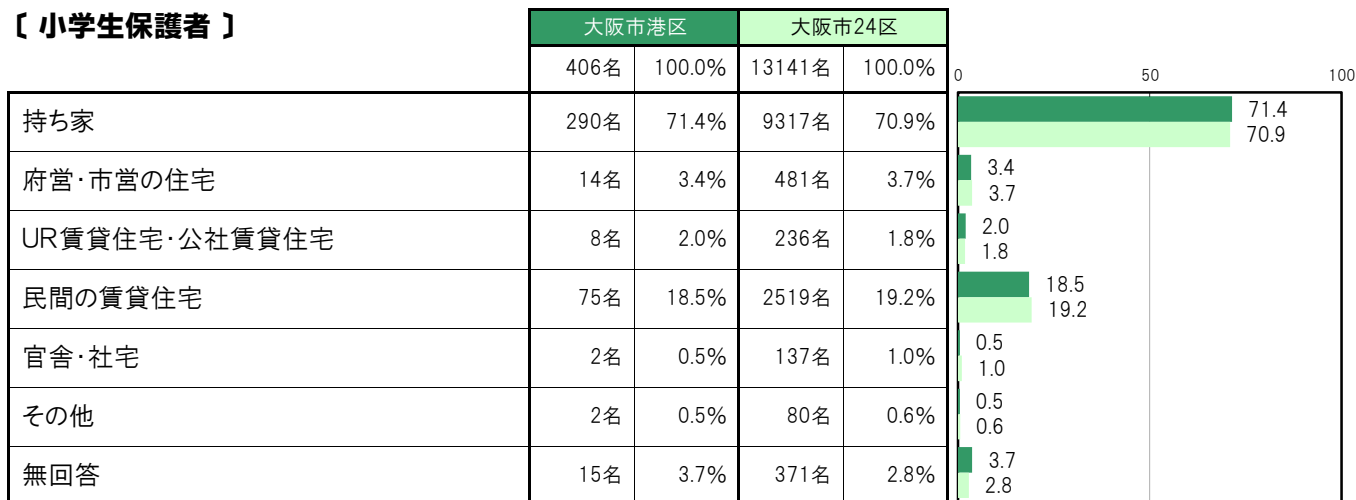 〔 小学生保護者 〕
大阪市港区 大阪市24区
406名 100.0% 13141名 100.0% 0 50 100
持ち家 290名 71.4% 9317名 70.9% 71.4
70.9
府営･市営の住宅 14名 3.4% 481名 3.7% 3.4
3.7
UR賃貸住宅･公社賃貸住宅 8名 2.0% 236名 1.8% 2.0
1.8
民間の賃貸住宅 75名 18.5% 2519名 19.2% 18.5
19.2
官舎･社宅 2名 0.5% 137名 1.0% 0.5
1.0
その他 2名 0.5% 80名 0.6% 0.5
0.6
無回答 15名 3.7% 371名 2.8% 3.7
2.8